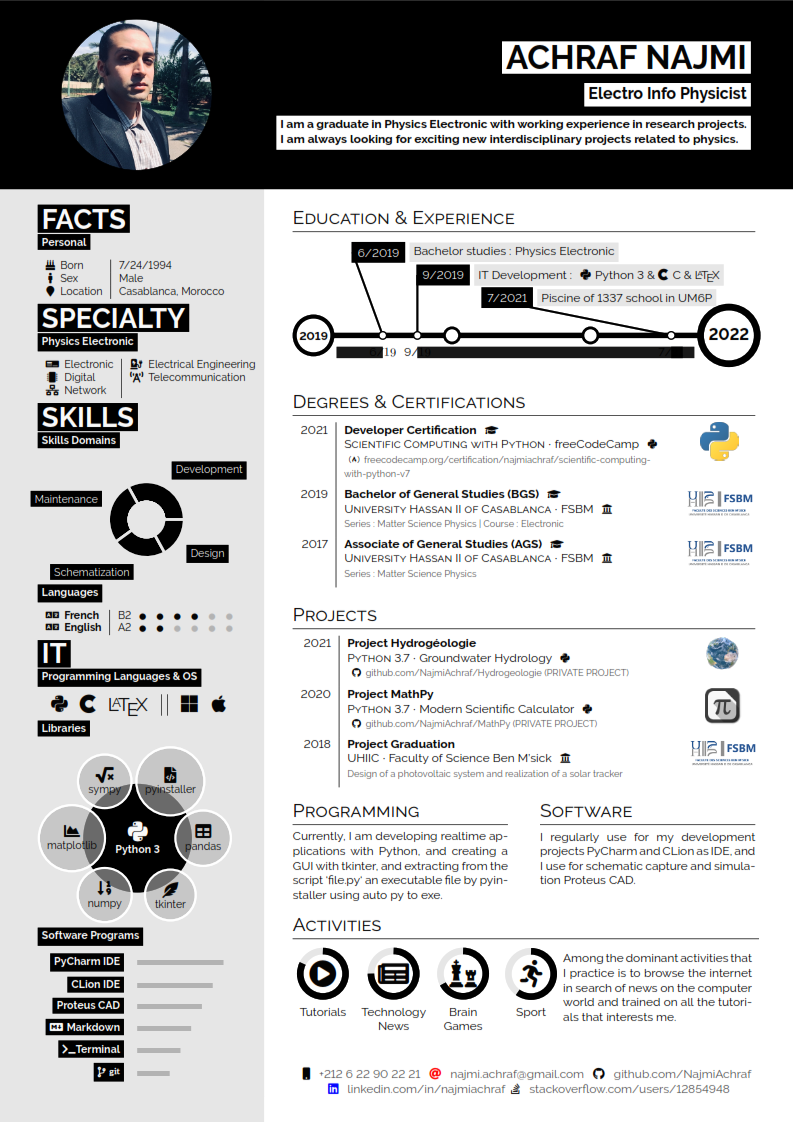 ACHRAF NAJMI
Electro Info Physicist
I am a graduate in Physics Electronic with working experience in research projects.
I am always looking for exciting new interdisciplinary projects related to physics.
FACTS
Personal
Born 7/24/1994
Sex Male
Location Casablanca, Morocco
SPECIALTY
Physics Electronic
Electronic Electrical Engineering
Digital Telecommunication
Network
SKILLS
Skills Domains
Development
Maintenance
Design
Schematization
Languages
French B2
English A2
IT
Programming Languages & OS
LATEX
Libraries
sympy pyinstaller
matplotlib Python 3 pandas
numpy tkinter
Software Programs
PyCharm IDE
CLion IDE
Proteus CAD
Markdown
Terminal
git
EDUCATION & EXPERIENCE
6/2019 Bachelor studies : Physics Electronic
9/2019 IT Development : Python 3 & C & LATEX
7/2021 Piscine of 1337 school in UM6P
2019 2022
6/19 9/19
DEGREES & CERTIFICATIONS
2021 Developer Certification
SCIENTIFIC COMPUTING WITH PYTHON · freeCodeCamp
freecodecamp.org/certification/najmiachraf/scientific-computing-
with-python-v7
2019 Bachelor of General Studies (BGS)
UNIVERSITY HASSAN II OF CASABLANCA · FSBM
Series : Matter Science Physics | Course : Electronic
FSBM
2017 Associate of General Studies (AGS)
UNIVERSITY HASSAN II OF CASABLANCA · FSBM
Series : Matter Science Physics
FSBM
PROJECTS
2021 Project Hydrogéologie
PYTHON 3.7 · Groundwater Hydrology
github.com/NajmiAchraf/Hydrogeologie (PRIVATE PROJECT)
2020 Project MathPy
PYTHON 3.7 · Modern Scientific Calculator
github.com/NajmiAchraf/MathPy (PRIVATE PROJECT)
π
2018 Project Graduation
UHIIC · Faculty of Science Ben M'sick
Design of a photovoltaic system and realization of a solar tracker
FSBM
PROGRAMMING
Currently, I am developing realtime ap-
plications with Python, and creating a
GUI with tkinter, and extracting from the
script 'file.py' an executable file by pyin-
staller using auto py to exe.
SOFTWARE
I regularly use for my development
projects PyCharm and CLion as IDE, and
I use for schematic capture and simula-
tion Proteus CAD.
ACTIVITIES
Tutorials
Technology
News
Brain
Games
Sport
Among the dominant activities that
I practice is to browse the internet
in search of news on the computer
world and trained on all the tutori-
als that interests me.
+212 6 22 90 22 21 najmi.achraf@gmail.com github.com/NajmiAchraf
linkedin.com/in/najmiachraf stackoverflow.com/users/12854948